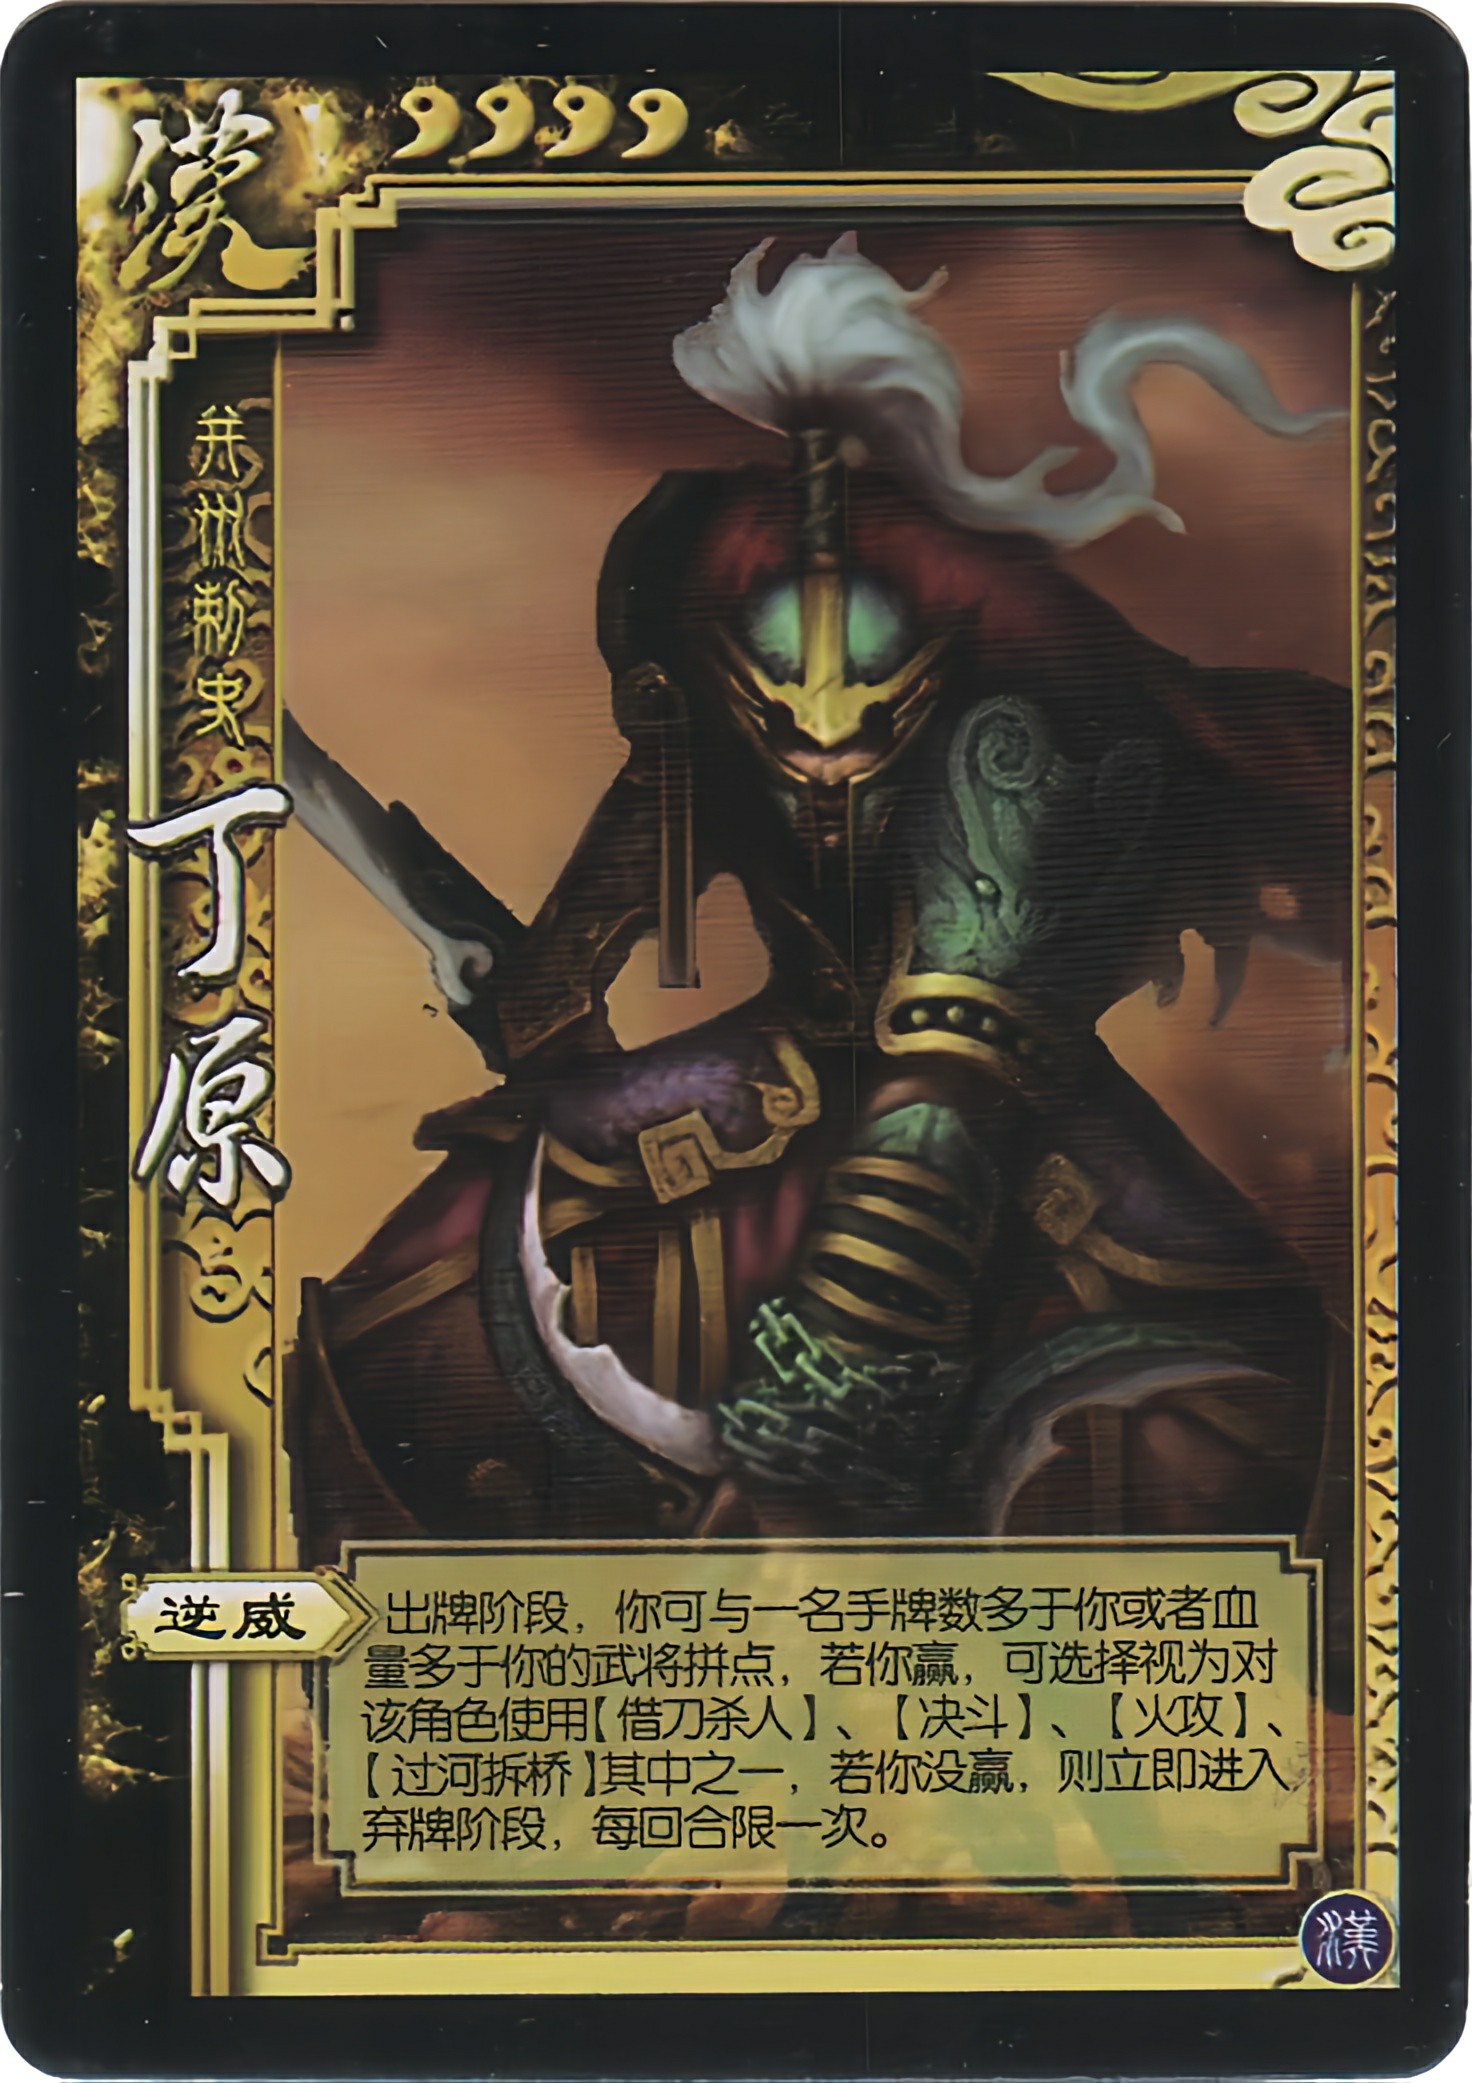 漢
并州刺史
丁原
逆威
出牌阶段，你可与一名手牌数多于你或者血
量多于你的武将拼点，若你赢，可选择视为对
该角色使用【借刀杀人】、【决斗】、【火攻】、
【过河拆桥】其中之一，若你没赢，则立即进入
弃牌阶段，每回合限一次。
漢